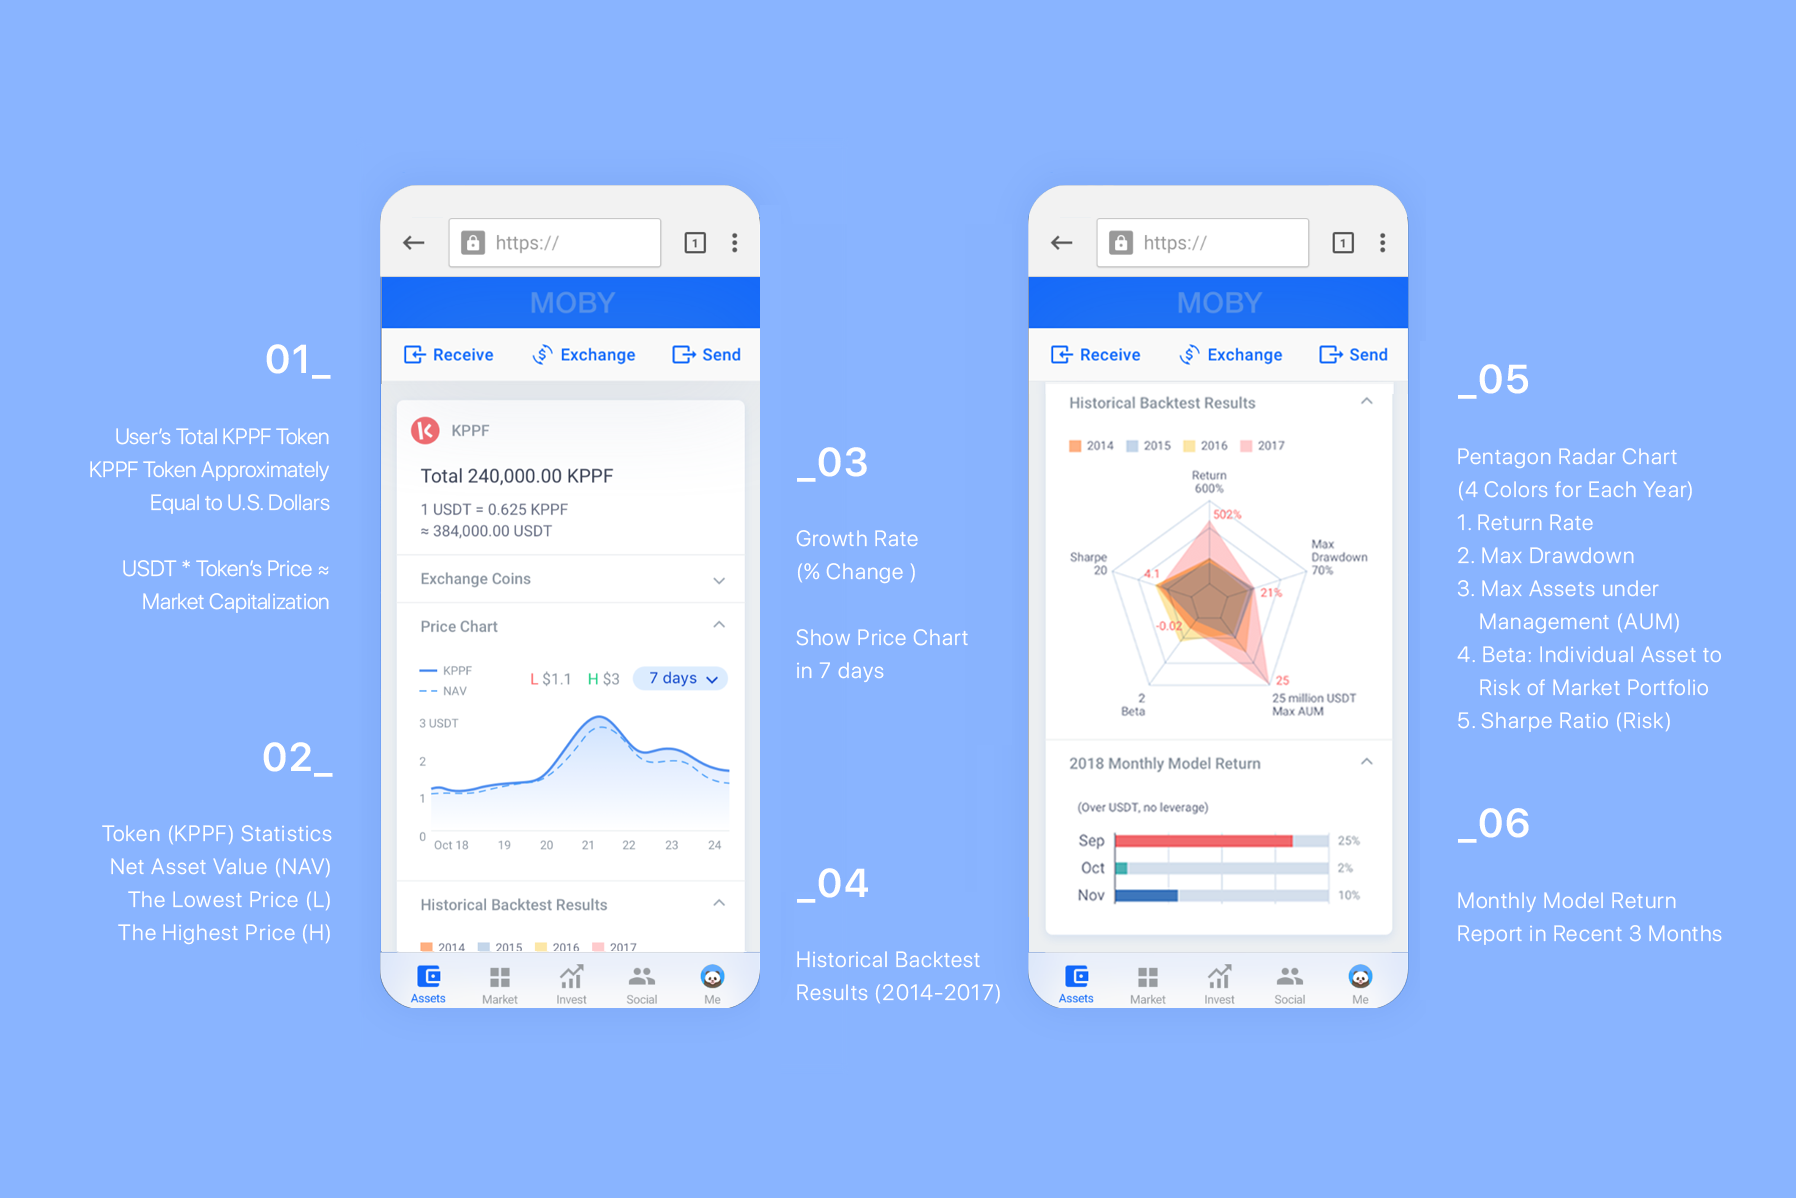 01_
User's Total KPPF Token
KPPF Token Approximately
Equal to U.S. Dollars
USDT * Token's Price ≈
Market Capitalization
02_
Token (KPPF) Statistics
Net Asset Value (NAV)
The Lowest Price (L)
The Highest Price (H)
https://
1
MOBY
Receive
Exchange
Send
KPPF
Total 240,000.00 KPPF
1 USDT = 0.625 KPPF
≈ 384,000.00 USDT
Exchange Coins
Price Chart
KPPF
NAV
L $1.1 H $3 7 days
3 USDT
2
1
0
Oct 18 19 20 21 22 23 24
Historical Backtest Results
2014 2015 2016 2017
Assets Market Invest Social Me
_03
Growth Rate
(% Change )
Show Price Chart
in 7 days
_04
Historical Backtest
Results (2014-2017)
https://
1
MOBY
Receive
Exchange
Send
Historical Backtest Results
2014 2015 2016 2017
Return
600%
502%
Max
Drawdown
70%
Sharpe
20
4.1
21%
-0.02
25
2
Beta
25 million USDT
Max AUM
2018 Monthly Model Return
(Over USDT, no leverage)
Sep 25%
Oct 2%
Nov 10%
Assets Market Invest Social Me
_05
Pentagon Radar Chart
(4 Colors for Each Year)
1. Return Rate
2. Max Drawdown
3. Max Assets under
Management (AUM)
4. Beta: Individual Asset to
Risk of Market Portfolio
5. Sharpe Ratio (Risk)
_06
Monthly Model Return
Report in Recent 3 Months